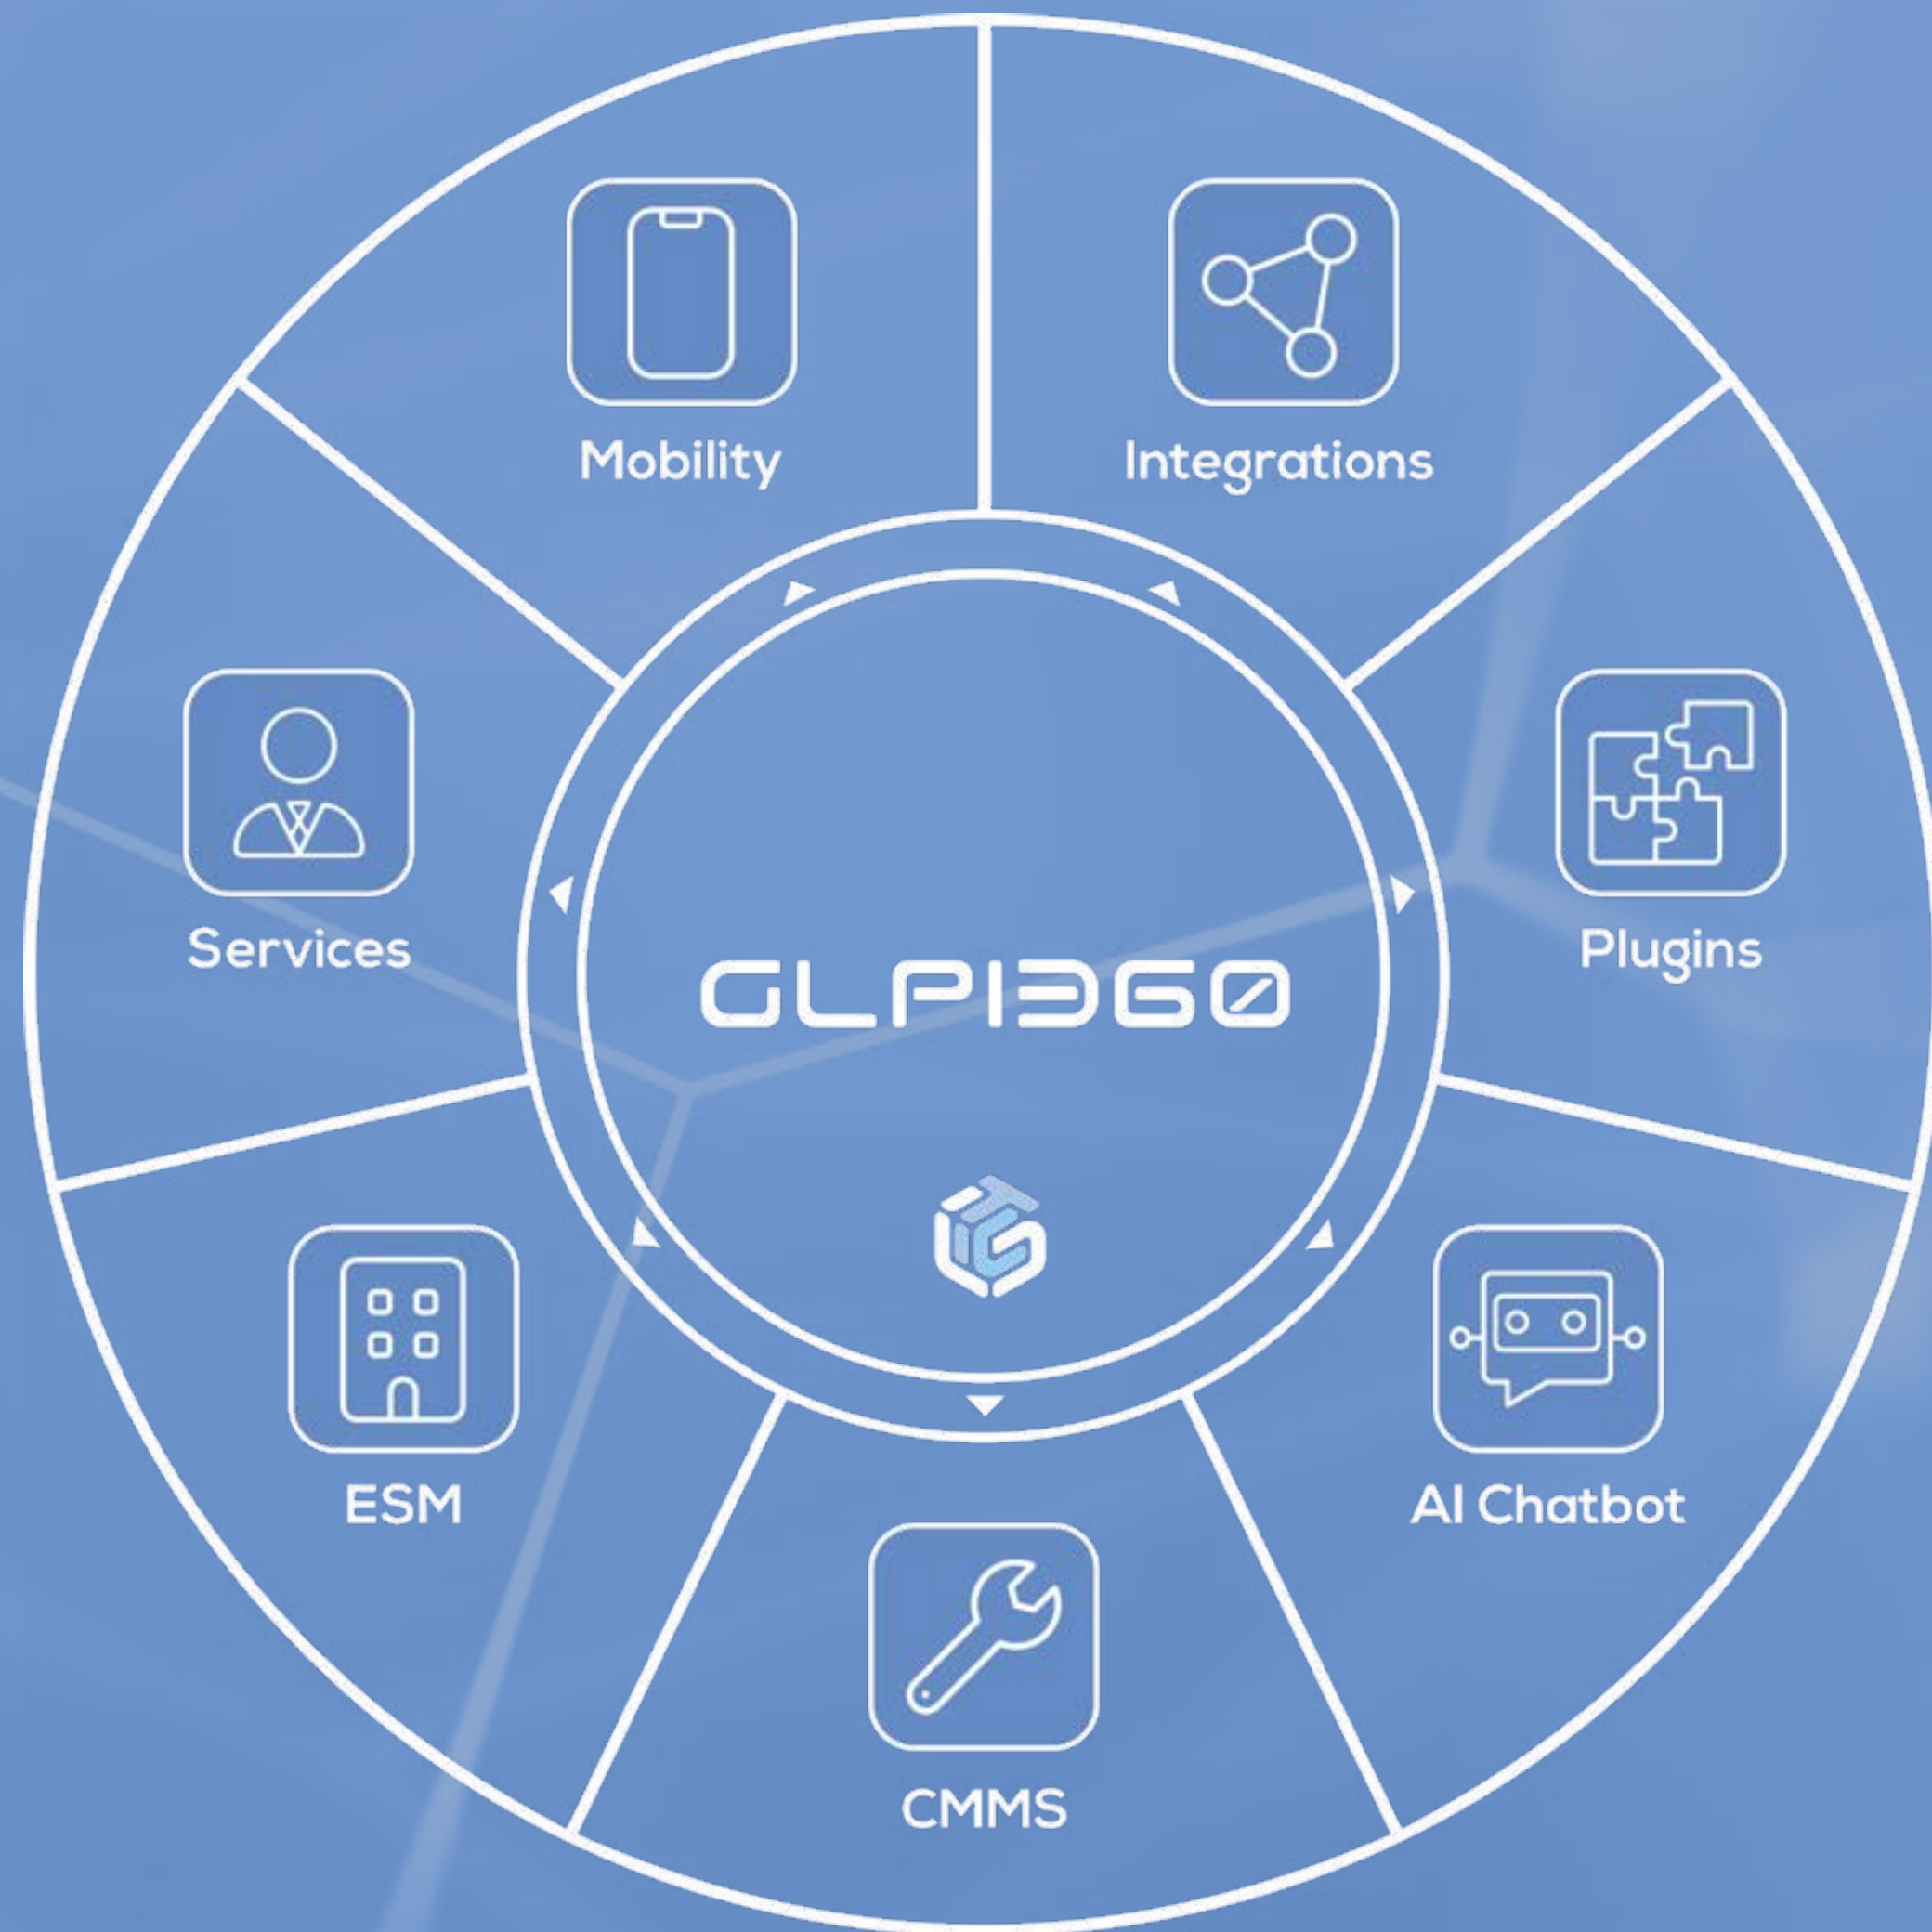 Mobility
Integrations
Services
Plugins
GLPI360
ESM
AI Chatbot
CMMS